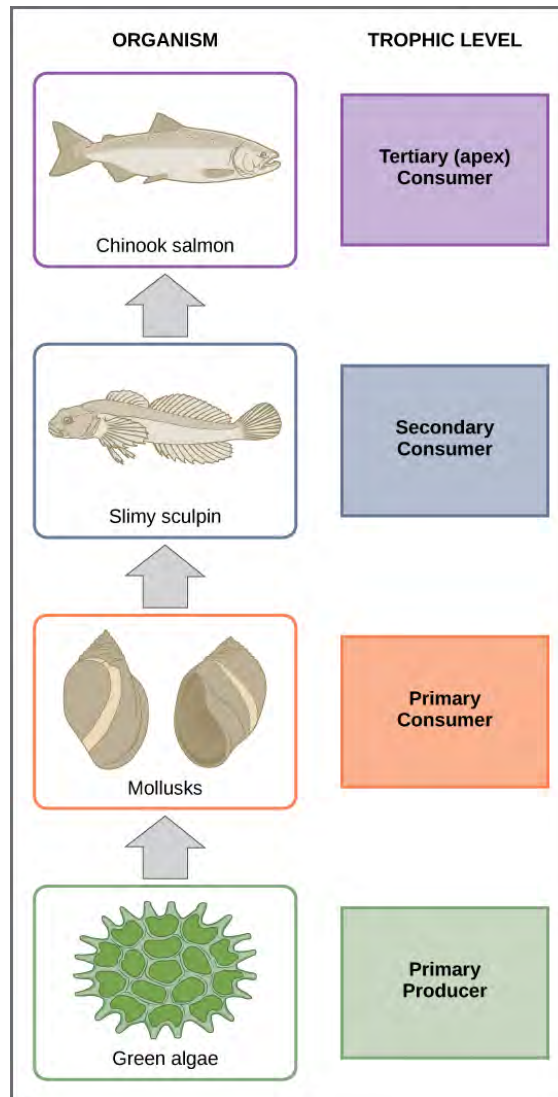 ORGANISM
TROPHIC LEVEL
Chinook salmon
Tertiary (apex)
Consumer
Slimy sculpin
Secondary
Consumer
Mollusks
Primary
Consumer
Green algae
Primary
Producer